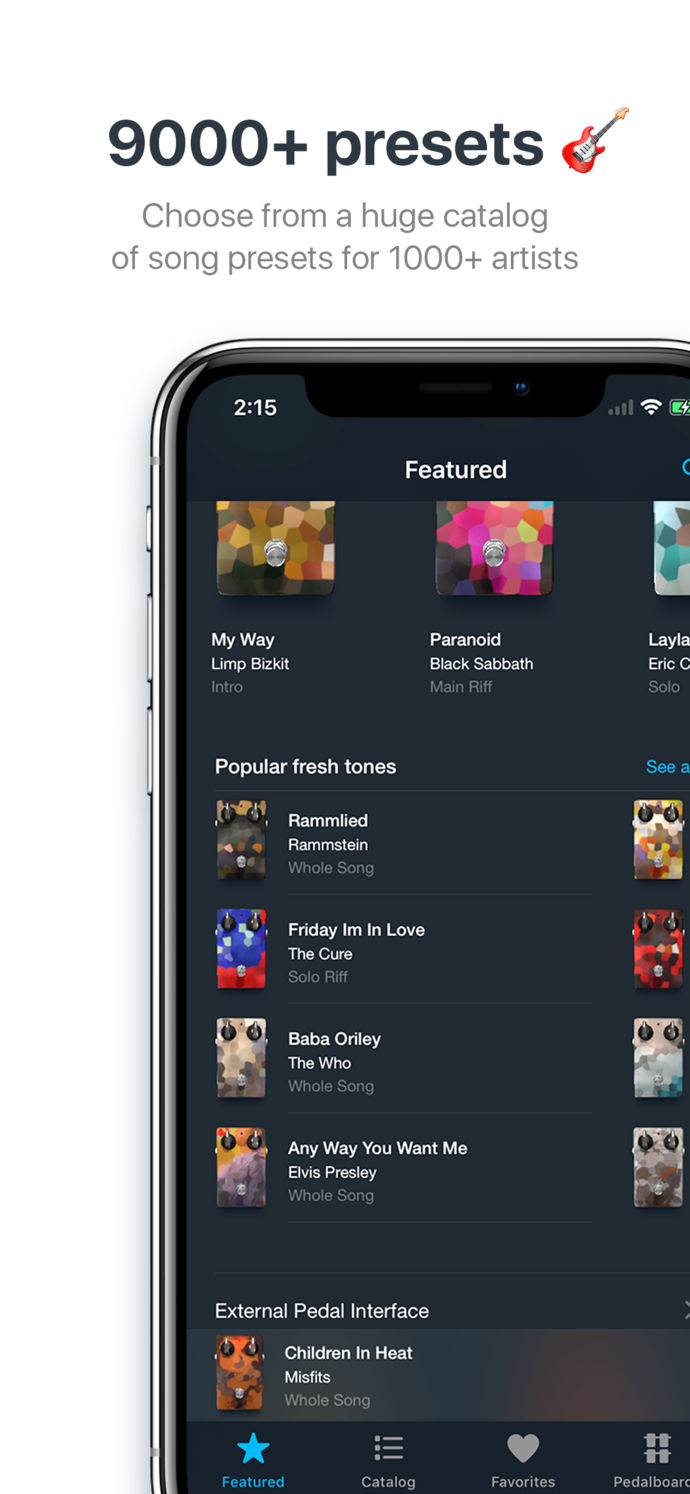 9000+ presets
Choose from a huge catalog
of song presets for 1000+ artists
2:15
Featured
My Way
Limp Bizkit
Intro
Paranoid
Black Sabbath
Main Riff
Layla
Eric C
Solo
Popular fresh tones
See a
Rammlied
Rammstein
Whole Song
Friday Im In Love
The Cure
Solo Riff
Baba Oriley
The Who
Whole Song
Any Way You Want Me
Elvis Presley
Whole Song
External Pedal Interface
Children In Heat
Misfits
Whole Song
Featured
Catalog
Favorites
Pedalboar